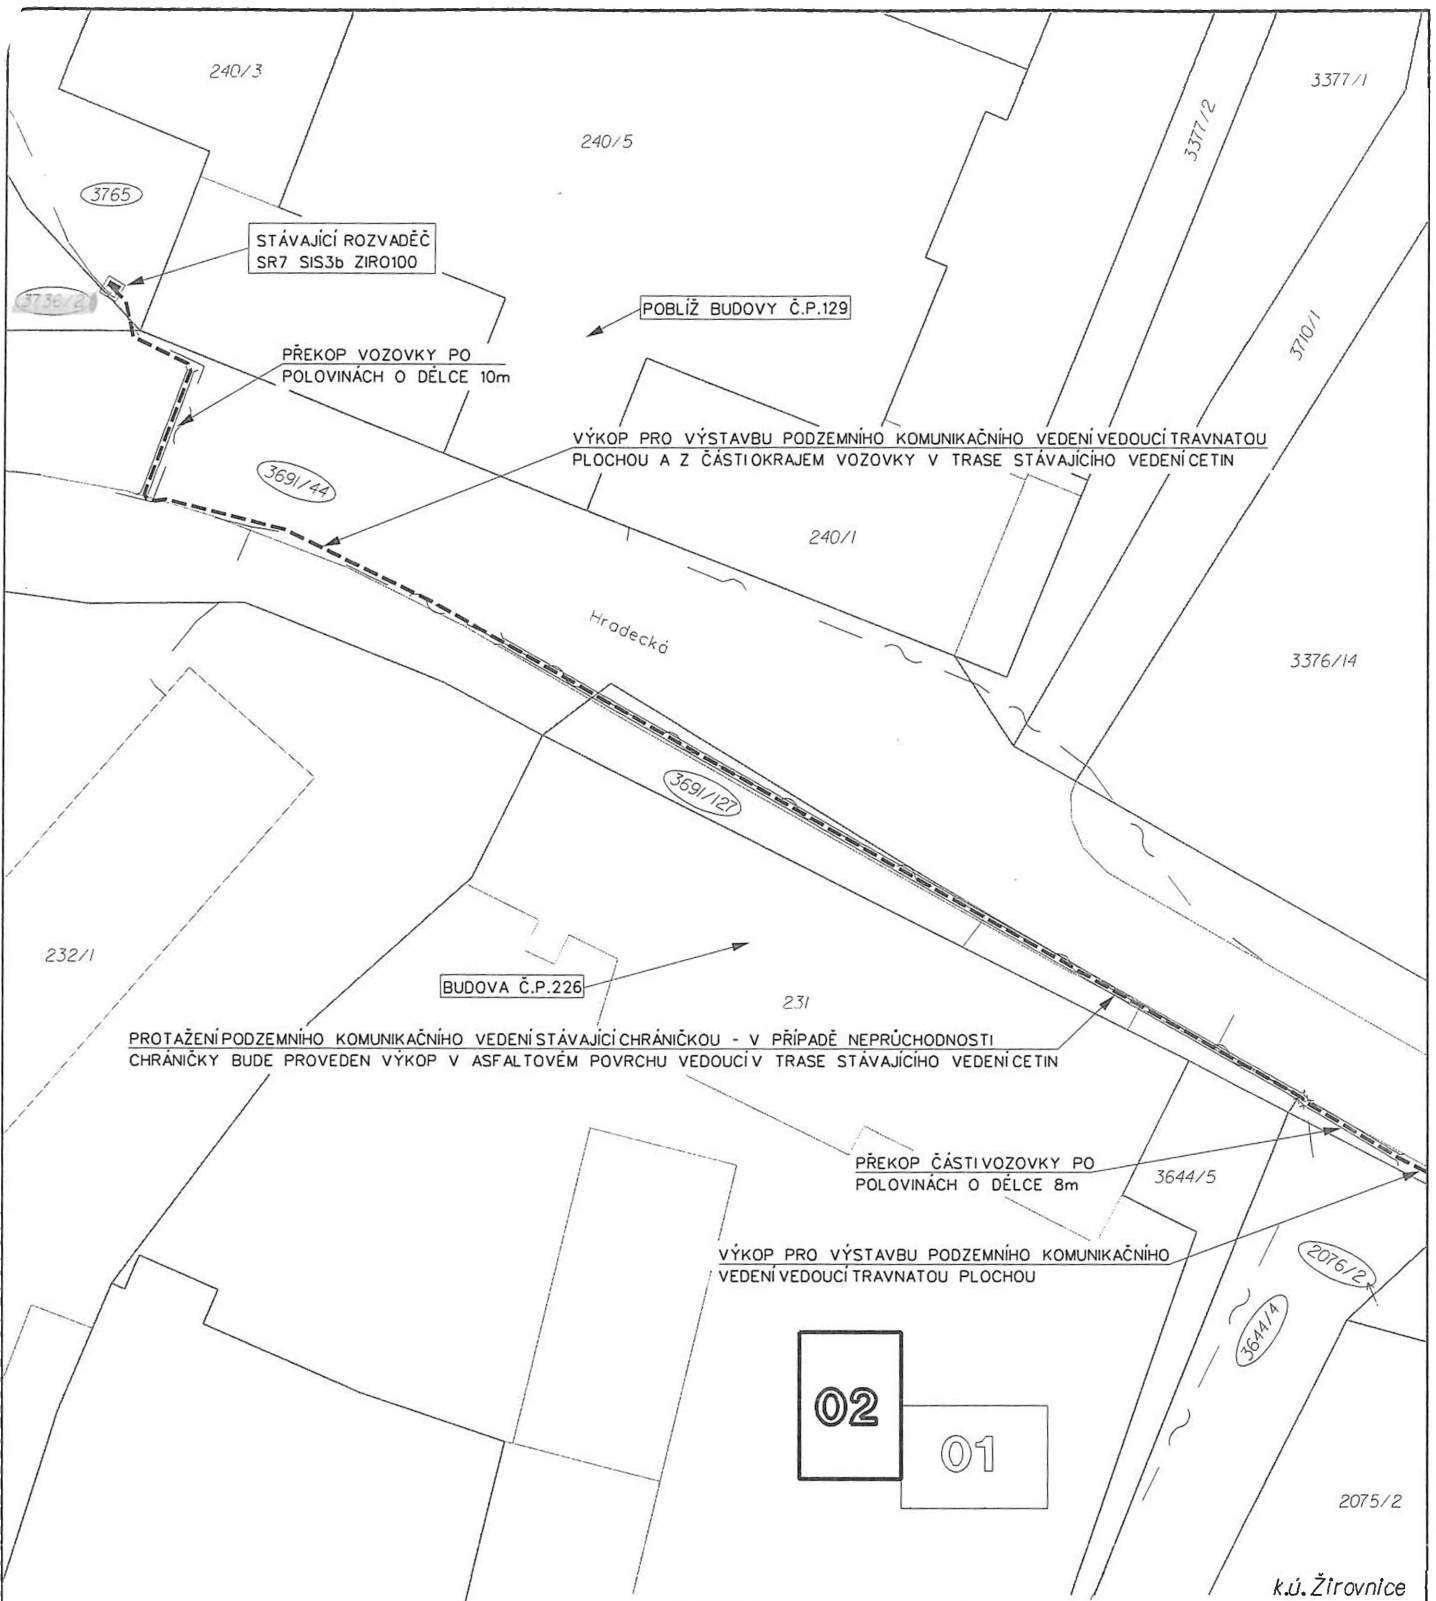 240/3
3377/1
3377/2
240/5
3765
STÁVAJÍCÍ ROZVADĚČ
SR7 SIS3b ZIRO100
3736/2
POBLÍŽ BUDOVY Č.P.129
3710/1
PŘEKOP VOZOVKY PO
POLOVINÁCH O DÉLCE 10m
VÝKOP PRO VÝSTAVBU PODZEMNÍHO KOMUNIKAČNÍHO VEDENÍ VEDOUCÍ TRAVNATOU
PLOCHOU A Z ČÁSTI OKRAJEM VOZOVKY V TRASE STÁVAJÍCÍHO VEDENÍ CETIN
3691/44
240/1
Hradecká
3376/14
3691/127
232/1
BUDOVA Č.P.226
231
PROTAŽENÍ PODZEMNÍHO KOMUNIKAČNÍHO VEDENÍ STÁVAJÍCÍ CHRÁNIČKOU - V PŘÍPADĚ NEPRŮCHODNOSTI
CHRÁNIČKY BUDE PROVEDEN VÝKOP V ASFALTOVÉM POVRCHU VEDOUCÍ V TRASE STÁVAJÍCÍHO VEDENÍ CETIN
PŘEKOP ČÁSTI VOZOVKY PO
POLOVINÁCH O DÉLCE 8m
3644/5
VÝKOP PRO VÝSTAVBU PODZEMNÍHO KOMUNIKAČNÍHO
VEDENÍ VEDOUCÍ TRAVNATOU PLOCHOU
2076/2
3644/4
02
01
2075/2
k.ú. Žirovnice